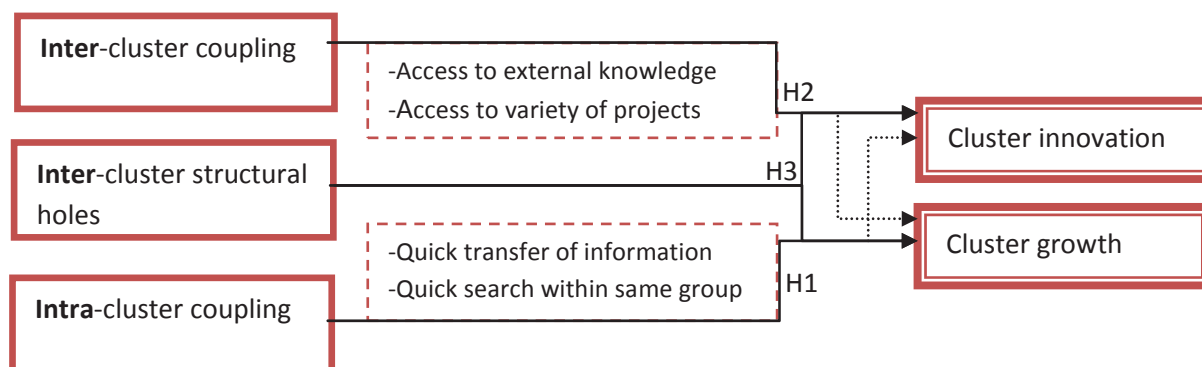 Inter-cluster coupling
-Access to external knowledge
-Access to variety of projects
H2
Cluster innovation
Inter-cluster structural
holes
H3
-Quick transfer of information
-Quick search within same group
H1
Cluster growth
Intra-cluster coupling